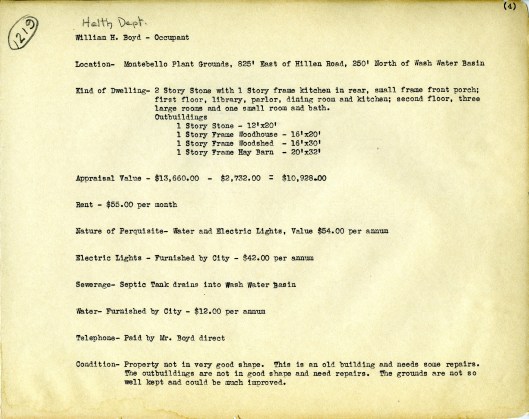 (4)
Helth Dept.
1219
William H. Boyd - Occupant
Location- Montebello Plant Grounds, 825' East of Hillen Road, 250' North of Wash Water Basin
Kind of Dwelling- 2 Story Stone with 1 Story frame kitchen in rear, small frame front porch;
first floor, library, parlor, dining room and kitchen; second floor, three
large rooms and one small room and bath.
Outbuildings
1 Story Stone - 12'x20'
1 Story Frame Woodhouse - 16'x20'
1 Story Frame Woodshed - 16'x30'
1 Story Frame Hay Barn - 20'x32'
Appraisal Value - $13,660.00 - $2,732.00 = $10,928.00
Rent - $55.00 per month
Nature of Perquisite- Water and Electric Lights, Value $54.00 per annum
Electric Lights - Furnished by City - $42.00 per annum
Sewerage- Septic Tank drains into Wash Water Basin
Water- Furnished by City - $12.00 per annum
Telephone- Paid by Mr. Boyd direct
Condition- Property not in very good shape. This is an old building and needs some repairs.
The outbuildings are not in good shape and need repairs. The grounds are not so
well kept and could be much improved.